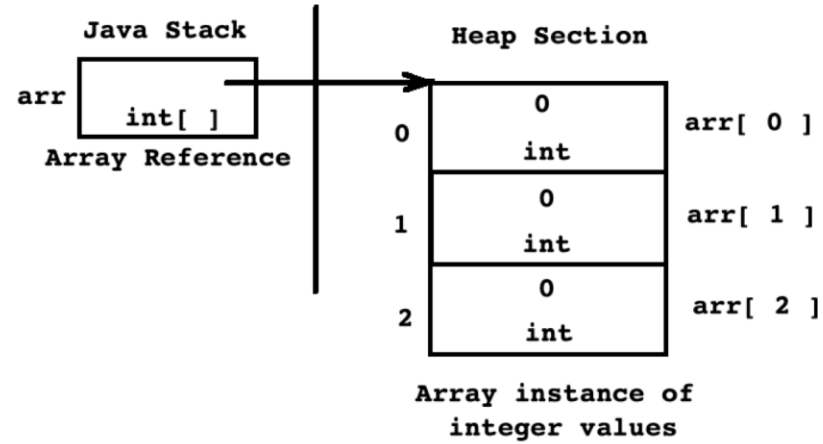 Java Stack
Heap Section
arr
int[ ]
Array Reference
0
0
int
arr[ 0 ]
1
0
int
arr[ 1 ]
2
0
int
arr[ 2 ]
Array instance of
integer values